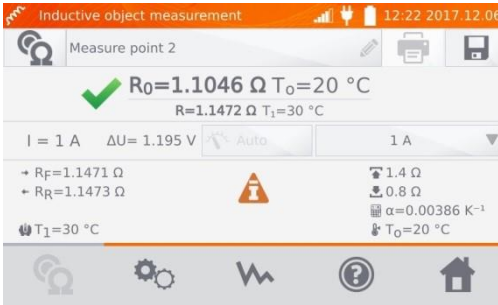 Inductive object measurement 12:22 2017.12.06
Measure point 2
R0=1.1046 Ω To=20 °C
R=1.1472 Ω T1=30 °C
I = 1 A ΔU= 1.195 V Auto 1 A
RF=1.1471 Ω 1.4 Ω
RR=1.1473 Ω 0.8 Ω
α=0.00386 K⁻¹
T1=30 °C To=20 °C